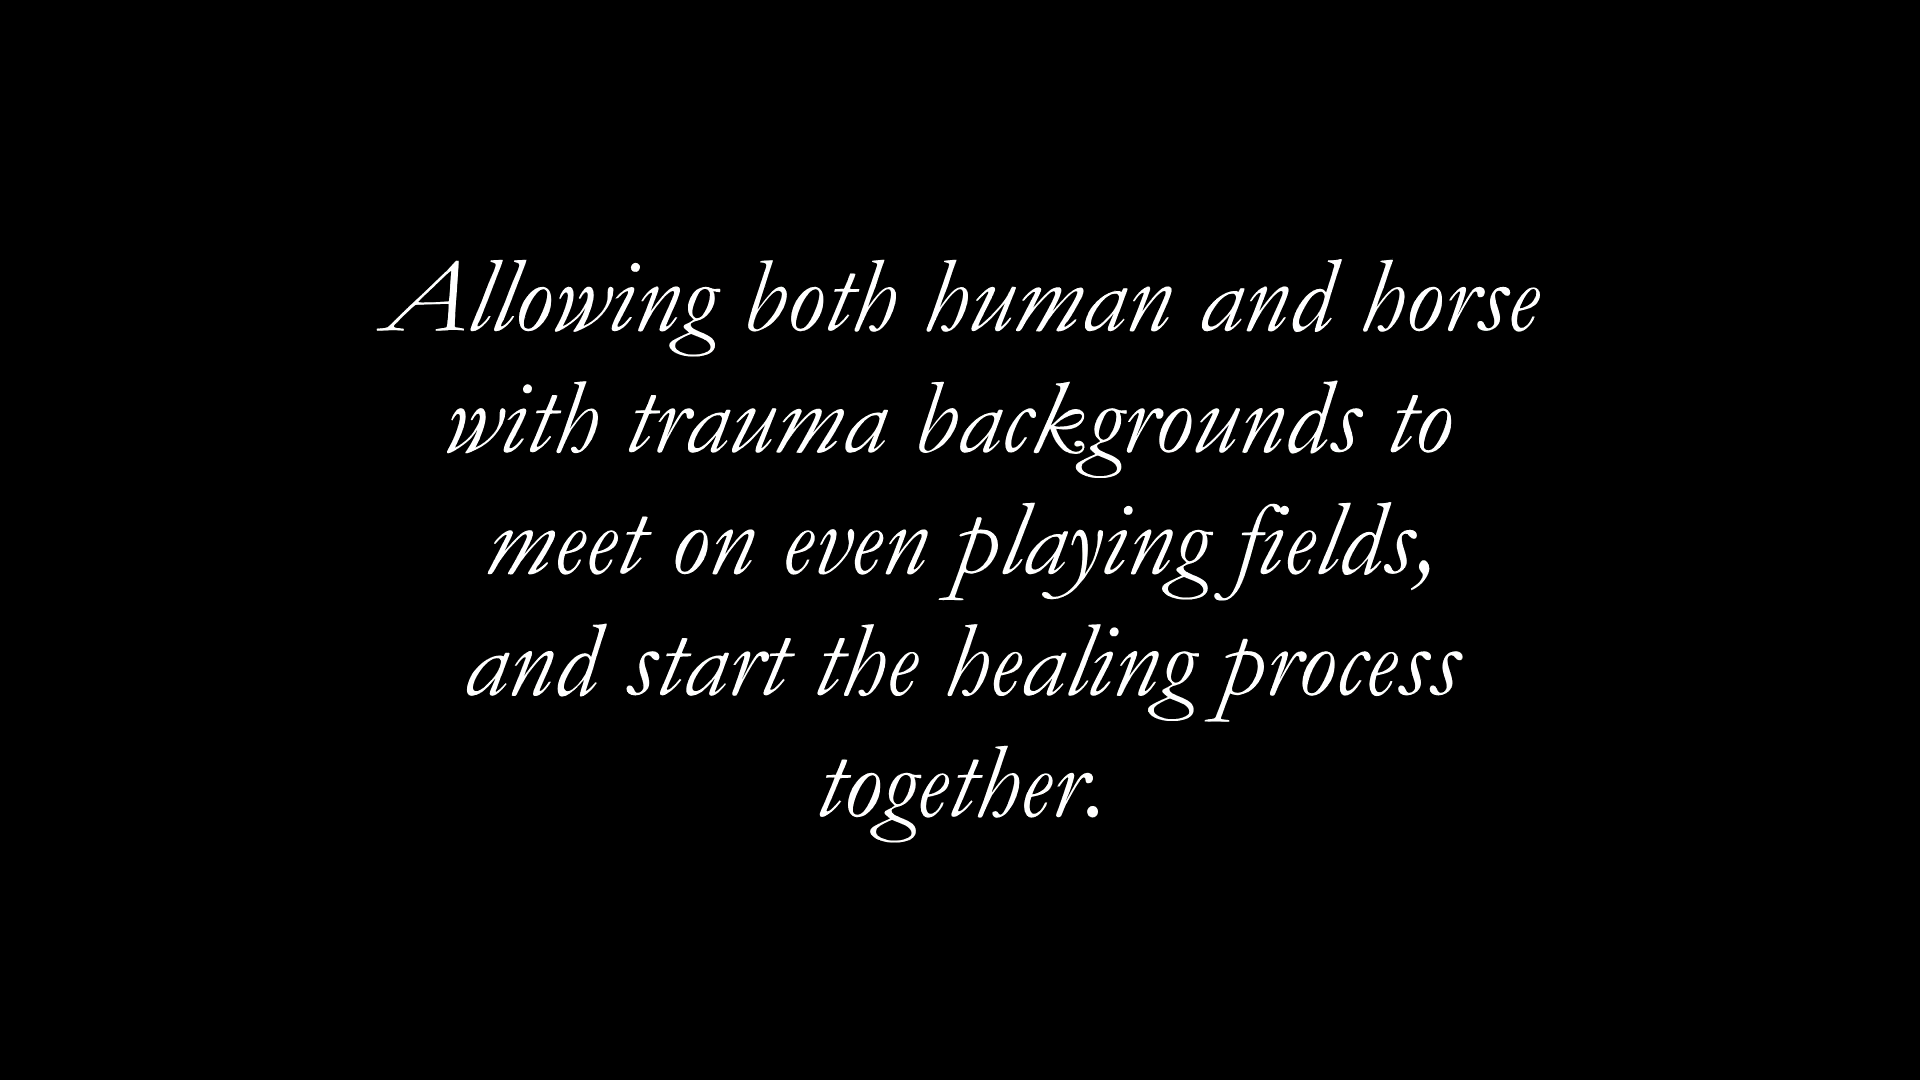 Allowing both human and horse
with trauma backgrounds to
meet on even playing fields,
and start the healing process
together.